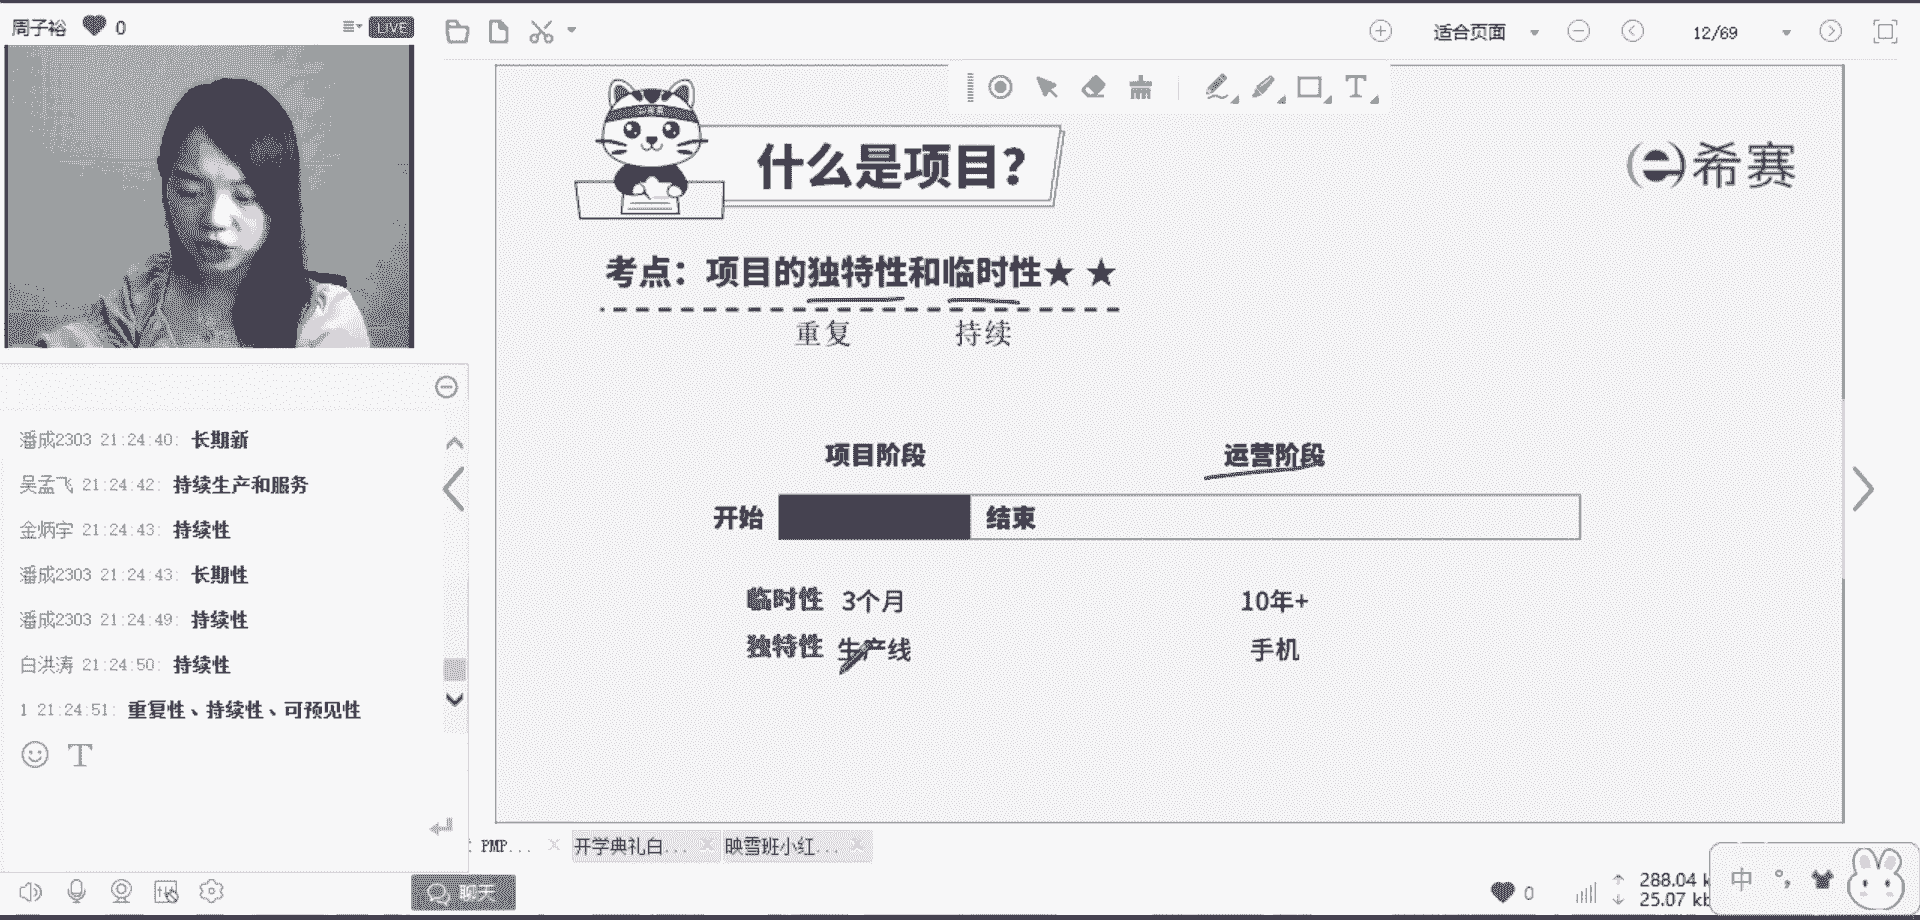 周子裕 0 LIVE
适合页面 12/69
什么是项目？
希赛
考点：项目的独特性和临时性★ ★
重复 持续
项目阶段 运营阶段
开始 结束
临时性 3个月 10年+
独特性 生产线 手机
潘成2303 21:24:40: 长期新
吴孟飞 21:24:42: 持续生产和服务
金炳宇 21:24:43: 持续性
潘成2303 21:24:43: 长期性
潘成2303 21:24:49: 持续性
白洪涛 21:24:50: 持续性
1 21:24:51: 重复性、持续性、可预见性
PMP... 开学典礼白... 映雪班小红...
聊天
0
288.04 k
25.07 kb
中